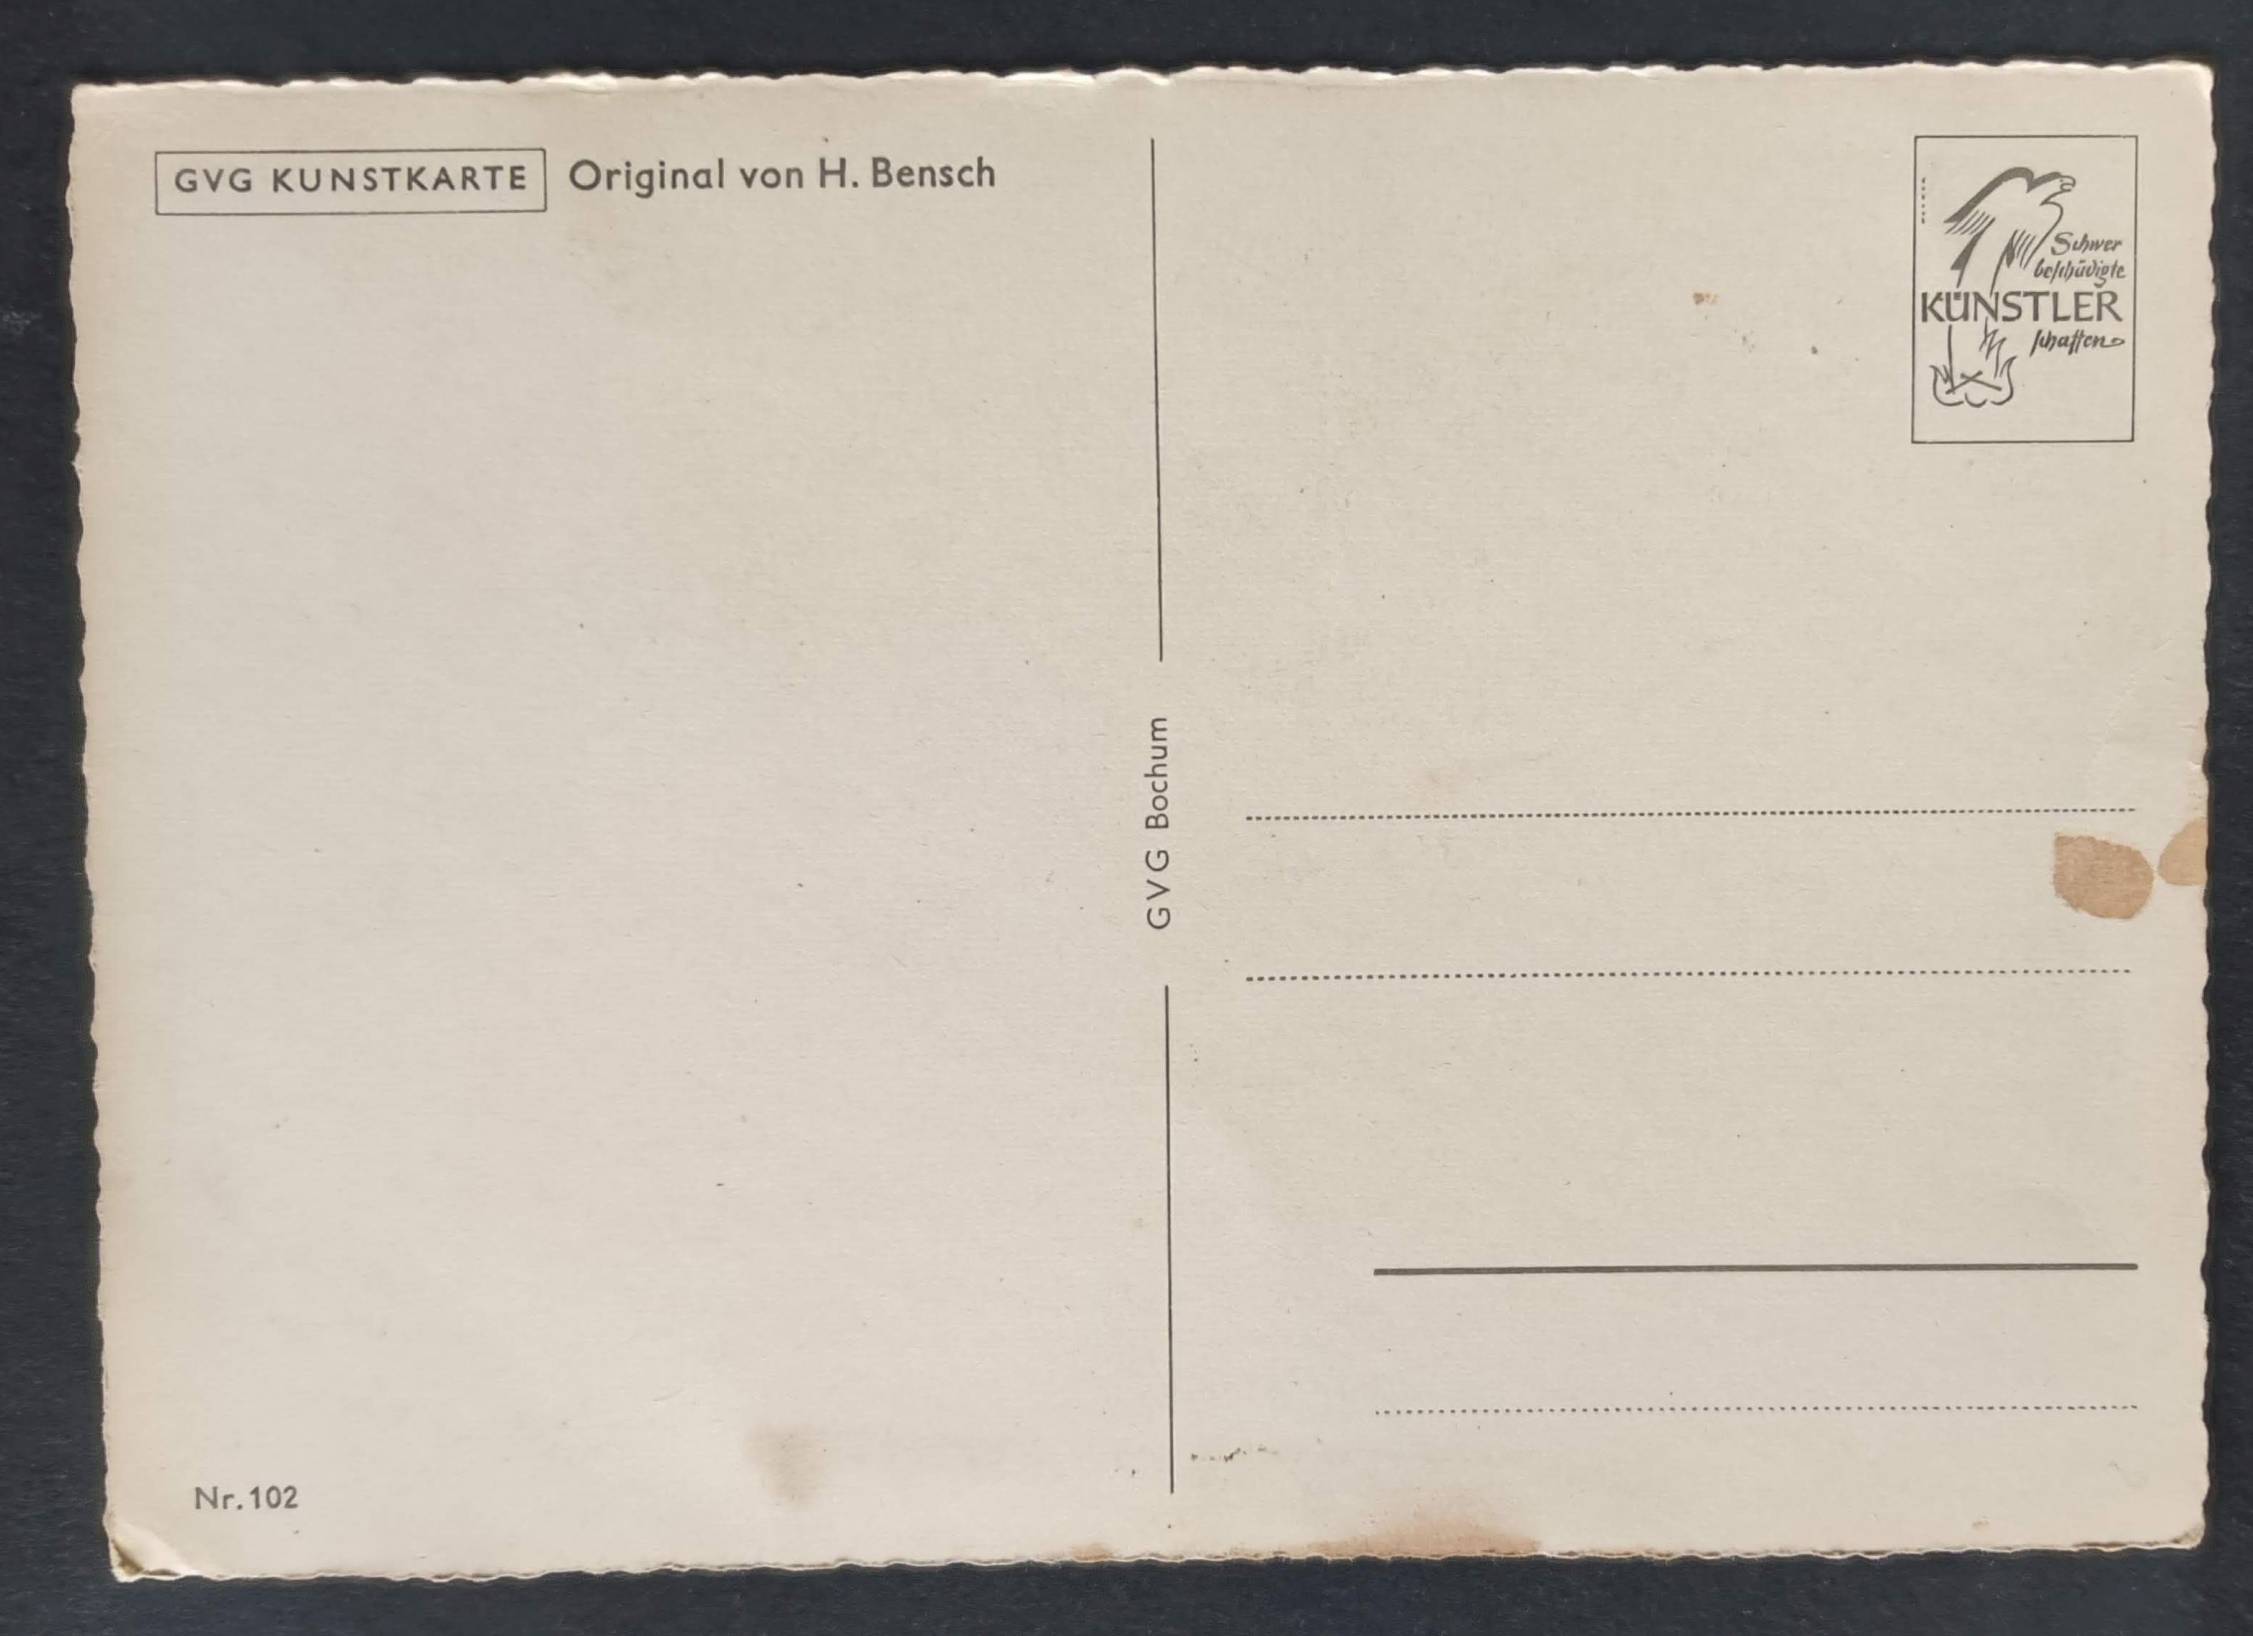 GVG KUNSTKARTE Original von H. Bensch
Schwer
beschädigte
KÜNSTLER
schaffen
GVG Bochum
Nr. 102